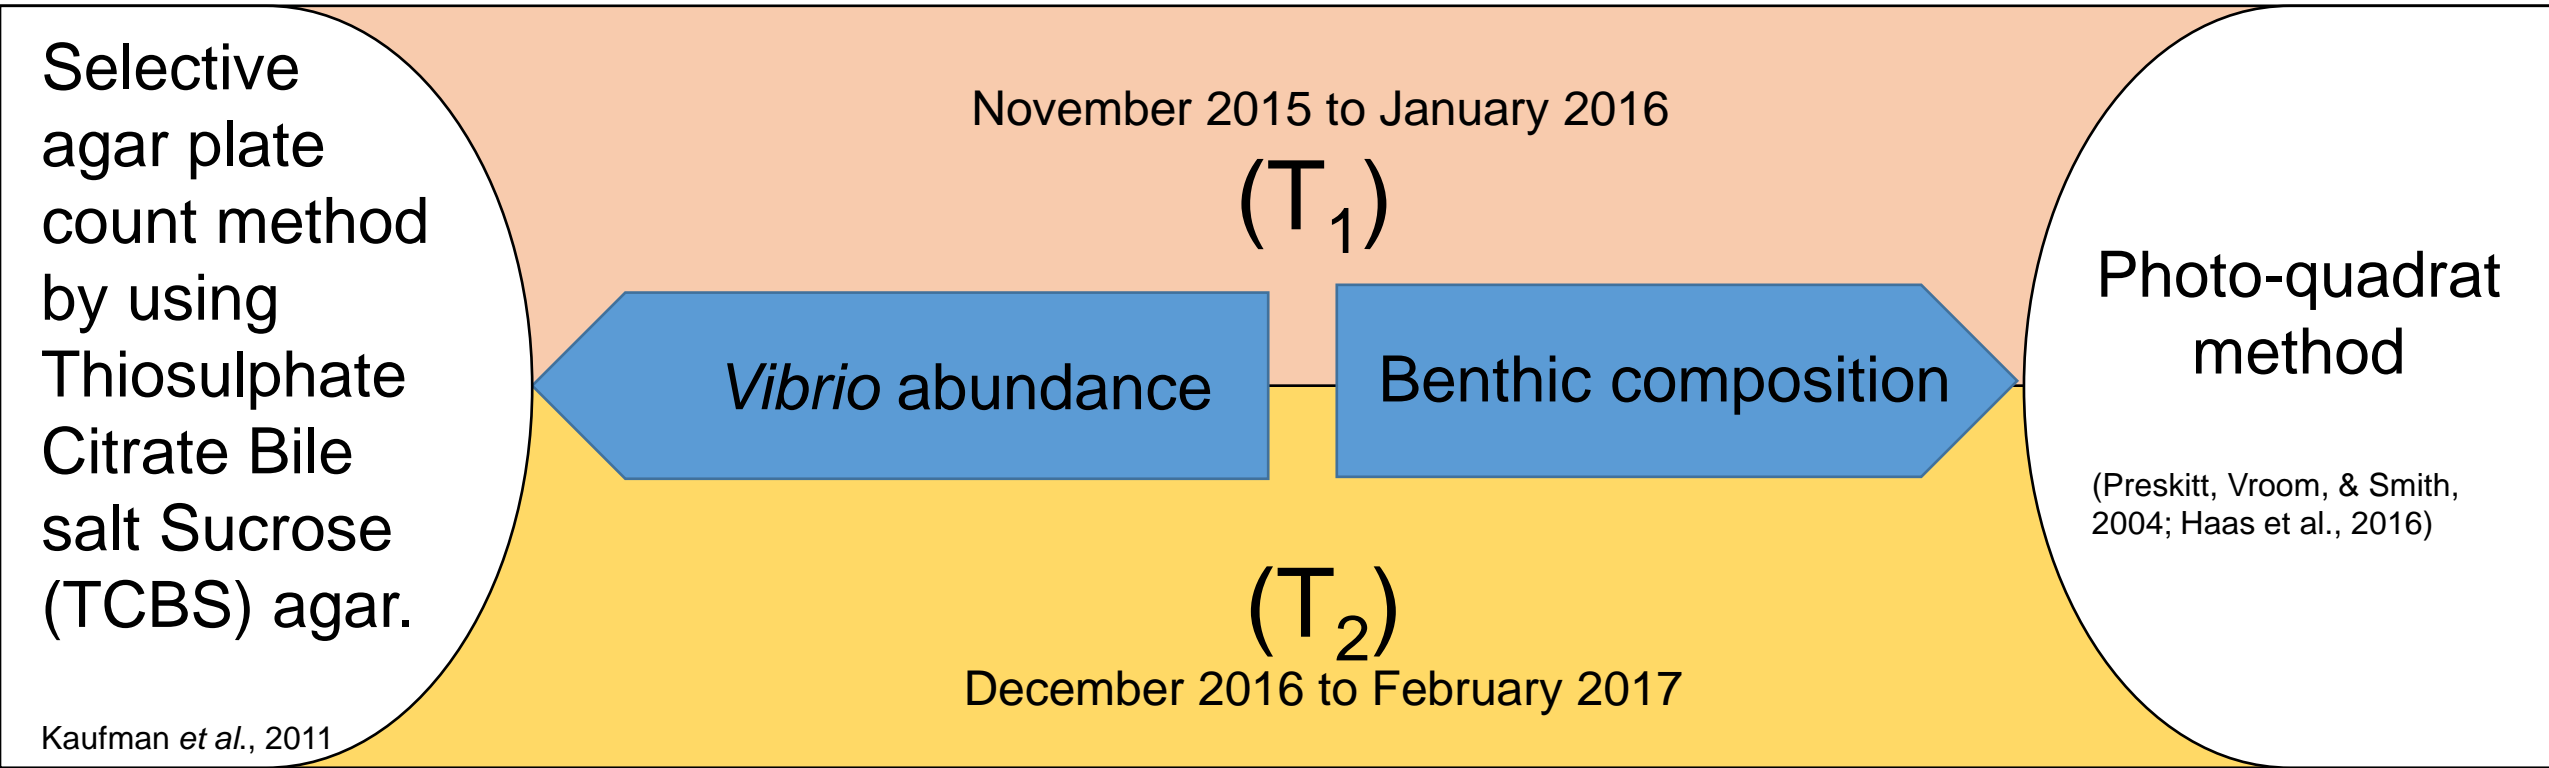 Selective
agar plate
count method
by using
Thiosulphate
Citrate Bile
salt Sucrose
(TCBS) agar.
Kaufman et al., 2011
November 2015 to January 2016
(T1)
Vibrio abundance
Benthic composition
(T2)
December 2016 to February 2017
Photo-quadrat
method
(Preskitt, Vroom, & Smith,
2004; Haas et al., 2016)